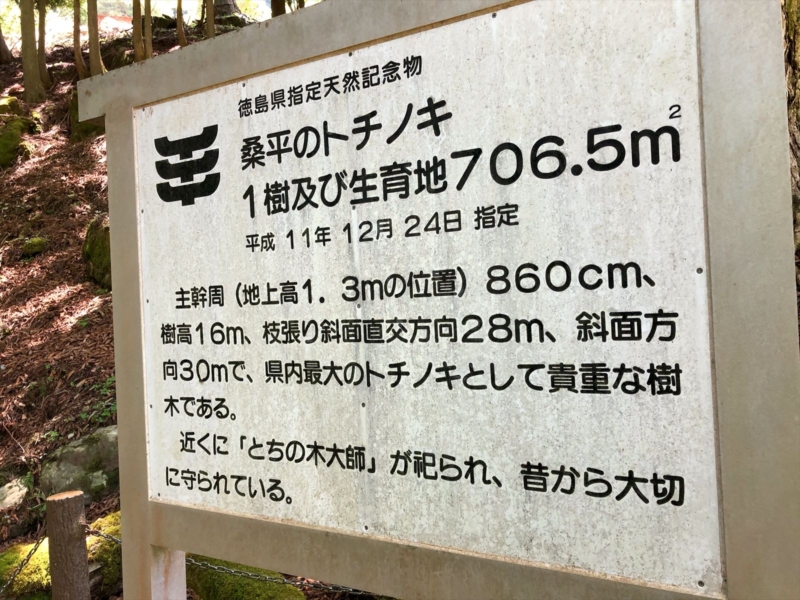 徳島県指定天然記念物
桑平のトチノキ
1樹及び生育地706.5m²
平成 11年 12月 24日 指定
主幹周（地上高1．3mの位置）860cm、
樹高16m、枝張り斜面直交方向28m、斜面方
向30mで、県内最大のトチノキとして貴重な樹
木である。
近くに「とちの木大師」が祀られ、昔から大切
に守られている。